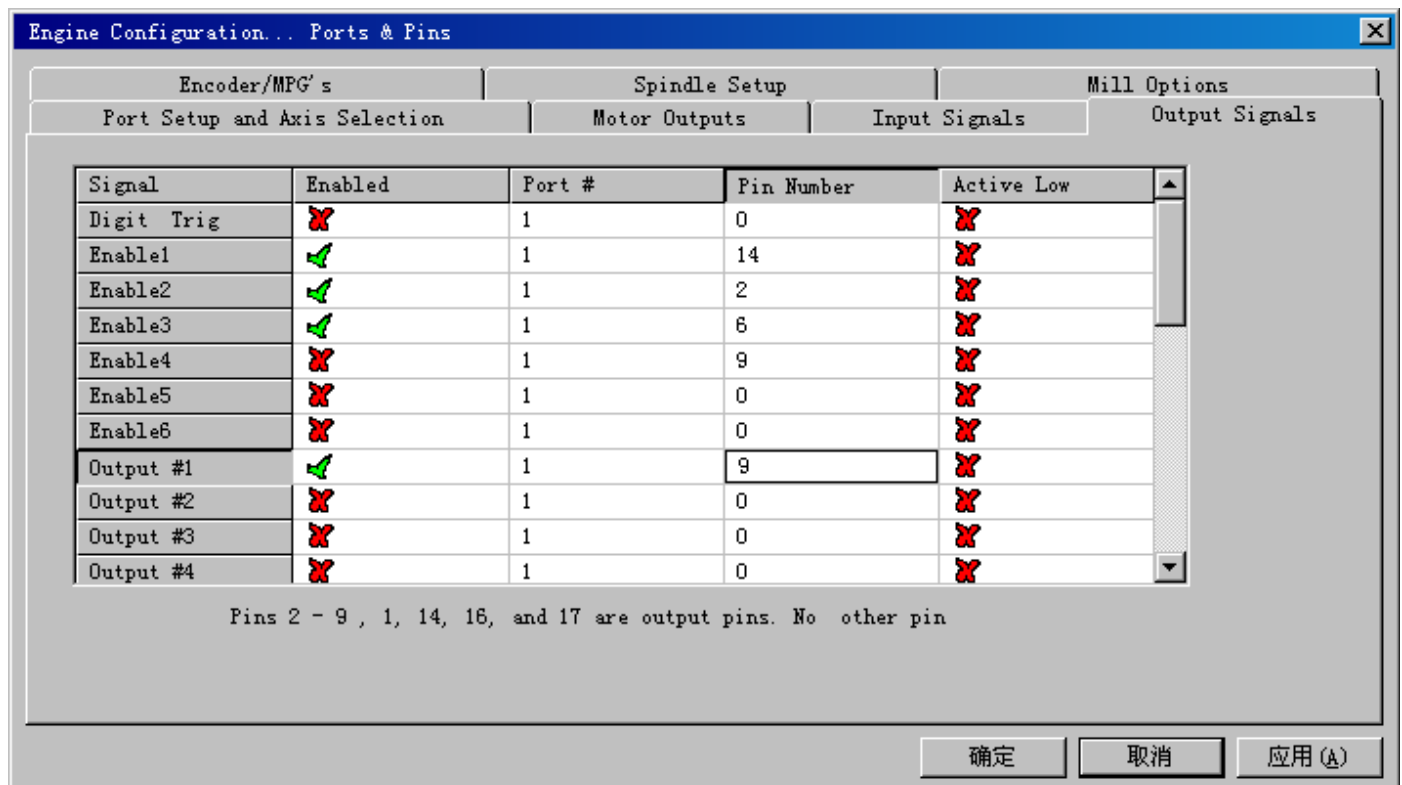 Engine Configuration... Ports & Pins
Encoder/MPG's Spindle Setup Mill Options
Port Setup and Axis Selection Motor Outputs Input Signals Output Signals
Signal Enabled Port # Pin Number Active Low
Digit Trig 1 0
Enable1 1 14
Enable2 1 2
Enable3 1 6
Enable4 1 9
Enable5 1 0
Enable6 1 0
Output #1 1 9
Output #2 1 0
Output #3 1 0
Output #4 1 0
Pins 2 - 9 , 1, 14, 16, and 17 are output pins. No other pin
确定 取消 应用(A)